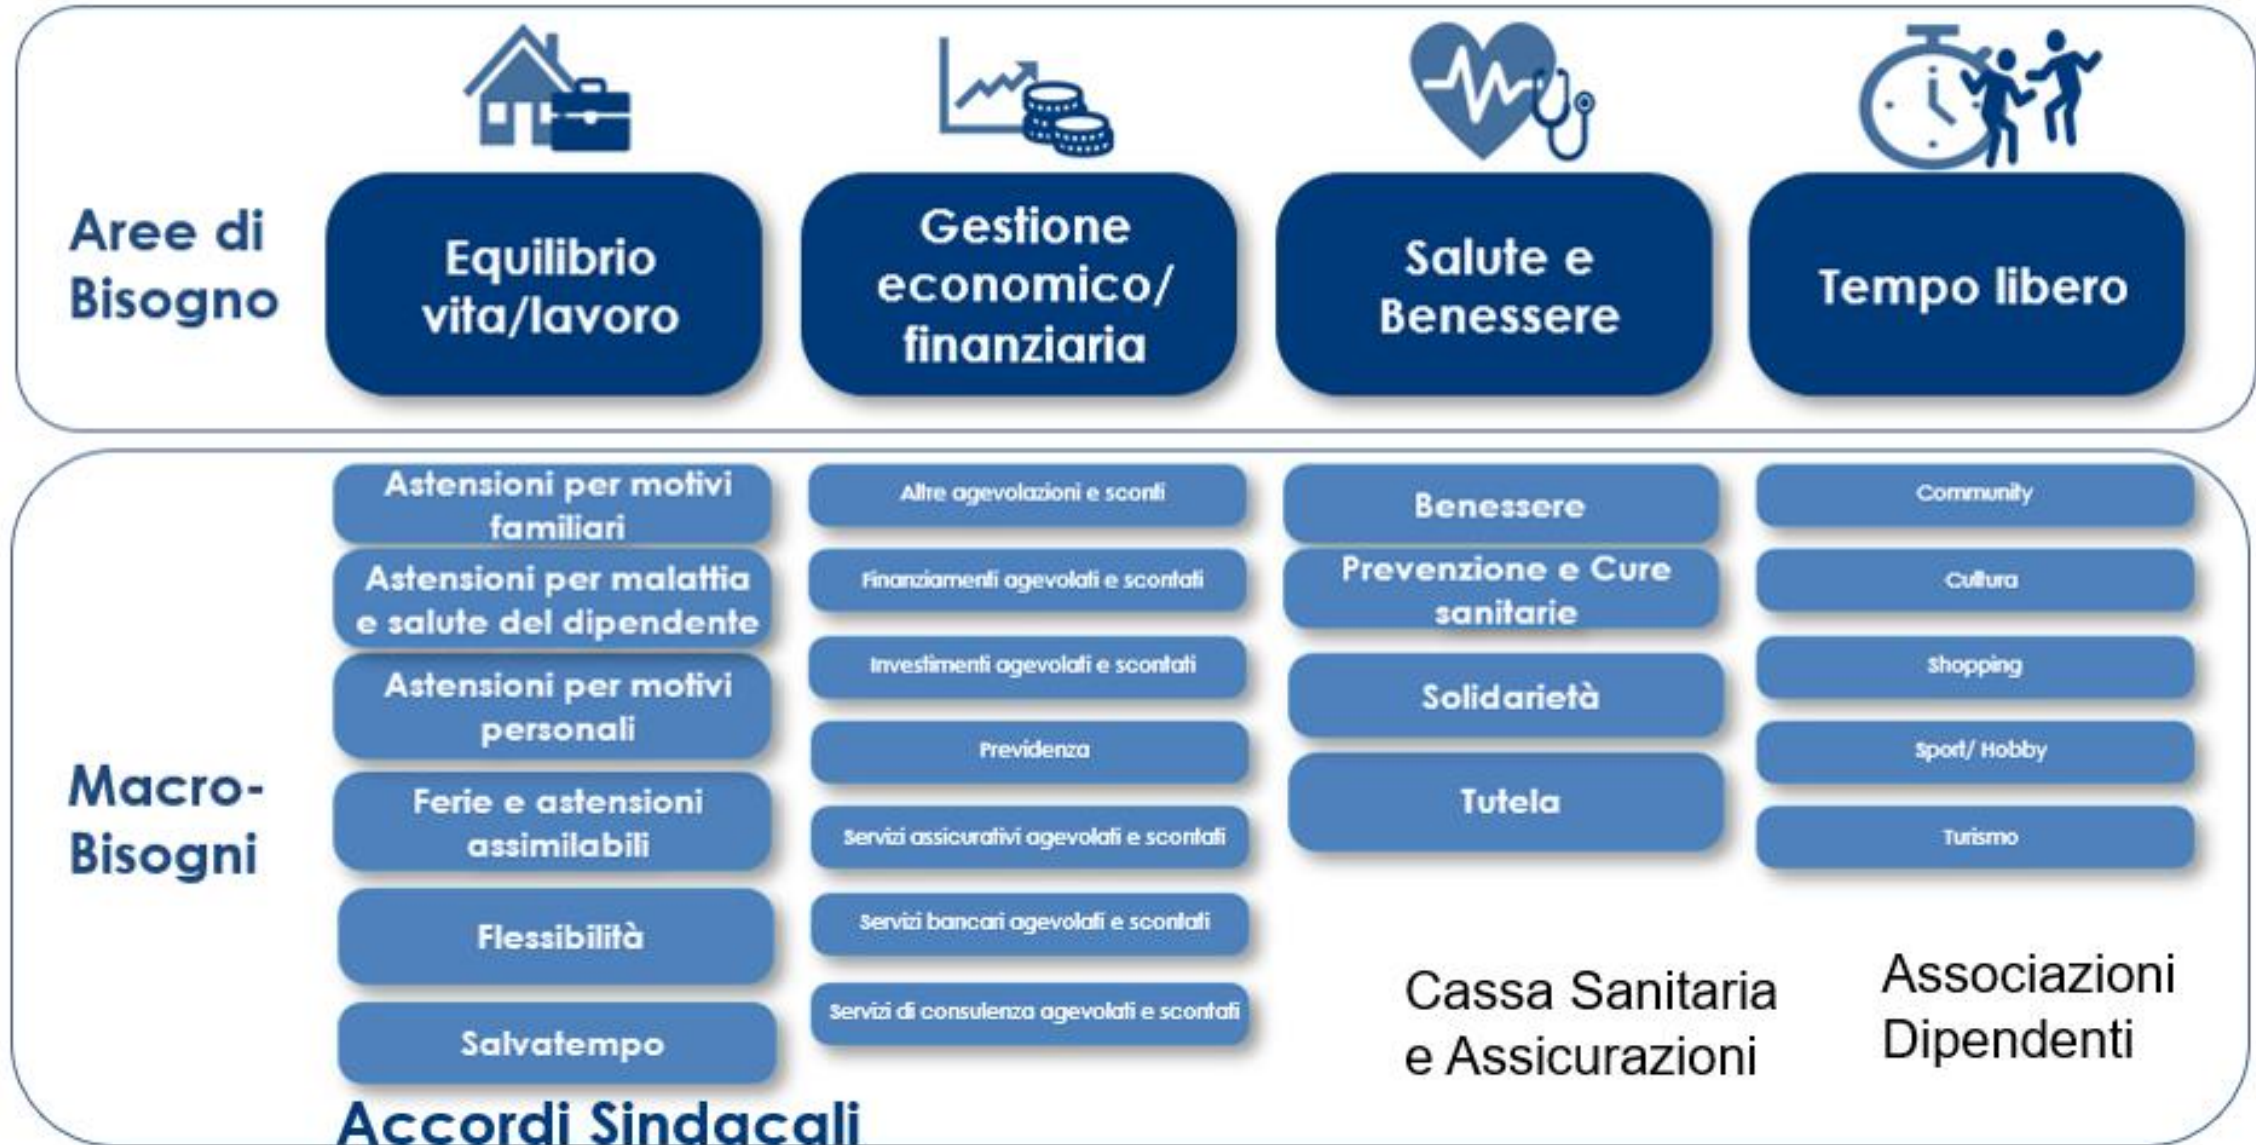 Aree di
Bisogno
Equilibrio
vita/lavoro
Gestione
economico/
finanziaria
Salute e
Benessere
Tempo libero
Macro-
Bisogni
Astensioni per motivi
familiari
Astensioni per malattia
e salute del dipendente
Astensioni per motivi
personali
Ferie e astensioni
assimilabili
Flessibilità
Salvatempo
Accordi Sindacali
Altre agevolazioni e sconti
Finanziamenti agevolati e scontati
Investimenti agevolati e scontati
Previdenza
Servizi assicurativi agevolati e scontati
Servizi bancari agevolati e scontati
Servizi di consulenza agevolati e scontati
Benessere
Prevenzione e Cure
sanitarie
Solidarietà
Tutela
Cassa Sanitaria
e Assicurazioni
Community
Cultura
Shopping
Sport/ Hobby
Turismo
Associazioni
Dipendenti